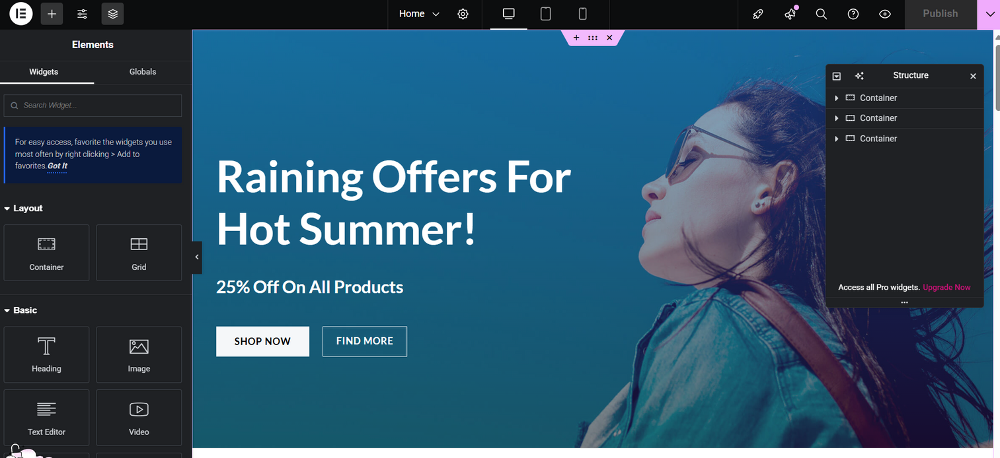 Home
Publish
Elements
Widgets
Globals
Search Widget...
For easy access, favorite the widgets you use
most often by right clicking > Add to
favorites.Got It
Layout
Container
Grid
Basic
Heading
Image
Text Editor
Video
Raining Offers For
Hot Summer!
25% Off On All Products
SHOP NOW
FIND MORE
Structure
Container
Container
Container
Access all Pro widgets. Upgrade Now